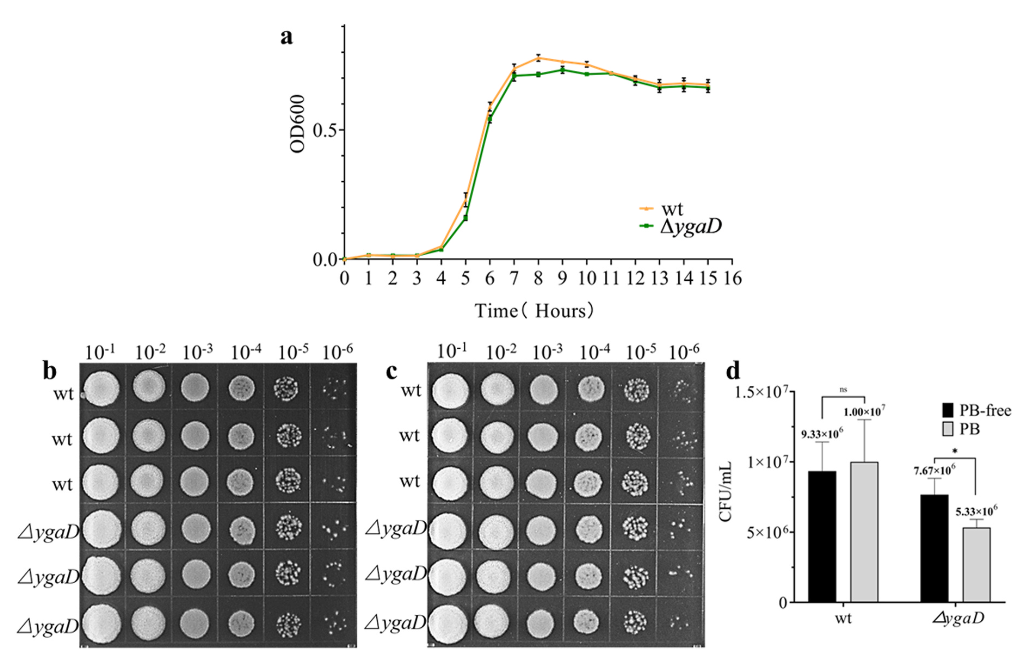 a
OD600
0.5
0.0
0 1 2 3 4 5 6 7 8 9 10 11 12 13 14 15 16
Time( Hours)
wt
ΔygaD
b
10-1 10-2 10-3 10-4 10-5 10-6
wt
wt
wt
△ygaD
△ygaD
△ygaD
c
10-1 10-2 10-3 10-4 10-5 10-6
wt
wt
wt
△ygaD
△ygaD
△ygaD
d
CFU/mL
1.5×10⁷
1×10⁷
5×10⁶
0
ns
9.33×10⁶
1.00×10⁷
*
7.67×10⁶
5.33×10⁶
PB-free
PB
wt
△ygaD